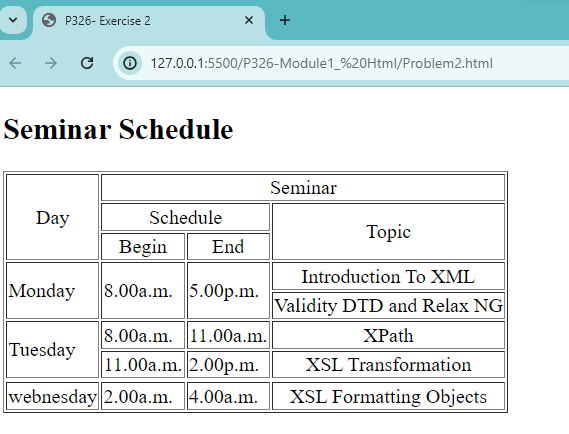 P326- Exercise 2
127.0.0.1:5500/P326-Module1_%20Html/Problem2.html
Seminar Schedule
Day Seminar
Schedule Topic
Begin End
Monday 8.00a.m. 5.00p.m. Introduction To XML
Validity DTD and Relax NG
Tuesday 8.00a.m. 11.00a.m. XPath
11.00a.m. 2.00p.m. XSL Transformation
webnesday 2.00a.m. 4.00a.m. XSL Formatting Objects